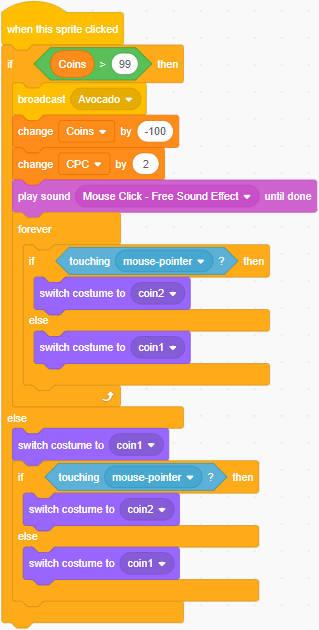 when this sprite clicked
if Coins > 99 then
broadcast Avocado
change Coins by -100
change CPC by 2
play sound Mouse Click - Free Sound Effect until done
forever
if touching mouse-pointer ? then
switch costume to coin2
else
switch costume to coin1
else
switch costume to coin1
if touching mouse-pointer ? then
switch costume to coin2
else
switch costume to coin1